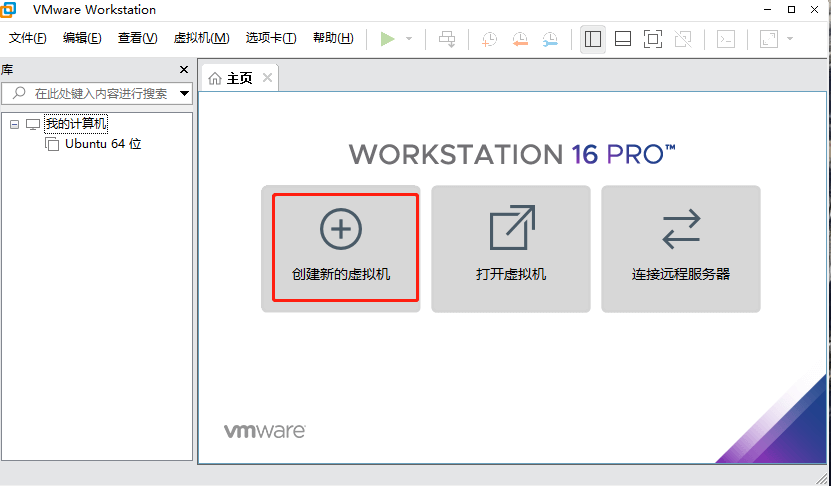 VMware Workstation
文件(F) 编辑(E) 查看(V) 虚拟机(M) 选项卡(T) 帮助(H)
库
在此处键入内容进行搜索
我的计算机
Ubuntu 64 位
主页
WORKSTATION 16 PRO™
创建新的虚拟机 打开虚拟机 连接远程服务器
vmware